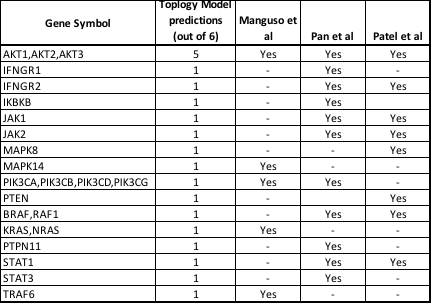 Gene Symbol Toplogy Model predictions (out of 6) Manguso et al Pan et al Patel et al
AKT1,AKT2,AKT3 5 Yes Yes Yes
IFNGR1 1 - Yes -
IFNGR2 1 - Yes Yes
IKBKB 1 - Yes
JAK1 1 - Yes Yes
JAK2 1 - Yes Yes
MAPK8 1 - - Yes
MAPK14 1 Yes - -
PIK3CA,PIK3CB,PIK3CD,PIK3CG 1 Yes Yes -
PTEN 1 Yes
BRAF,RAF1 1 - Yes Yes
KRAS,NRAS 1 Yes - -
PTPN11 1 - Yes -
STAT1 1 - Yes Yes
STAT3 1 - Yes -
TRAF6 1 Yes - -